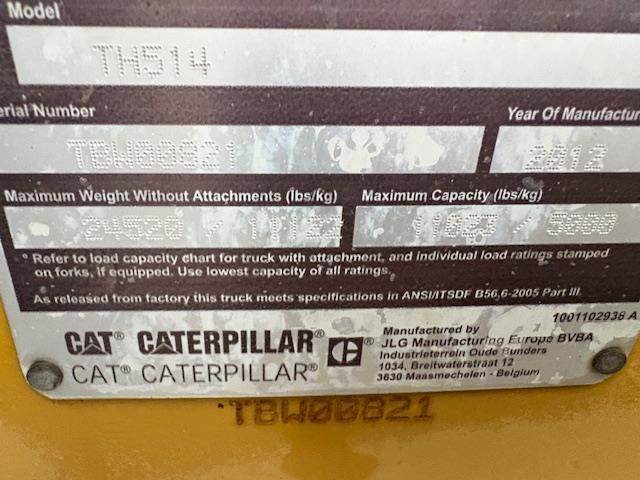 Model
TH514
erial Number
Year Of Manufactur
TBW00821
2012
Maximum Weight Without Attachments (lbs/kg)
Maximum Capacity (lbs/kg)
24520 / 11122
/ 5000
* Refer to load capacity chart for truck with attachment, and individual load ratings stamped
on forks, if equipped. Use lowest capacity of all ratings.
As released from factory this truck meets specifications in ANSI/ITSDF B56.6-2005 Part III.
1001102938 A
CAT® CATERPILLAR® C®
CAT® CATERPILLAR®
Manufactured by
JLG Manufacturing Europe BVBA
Industrieterrein Oude Bunders
1034, Breitwaterstraat 12
3630 Maasmechelen - Belgium
TBW00821